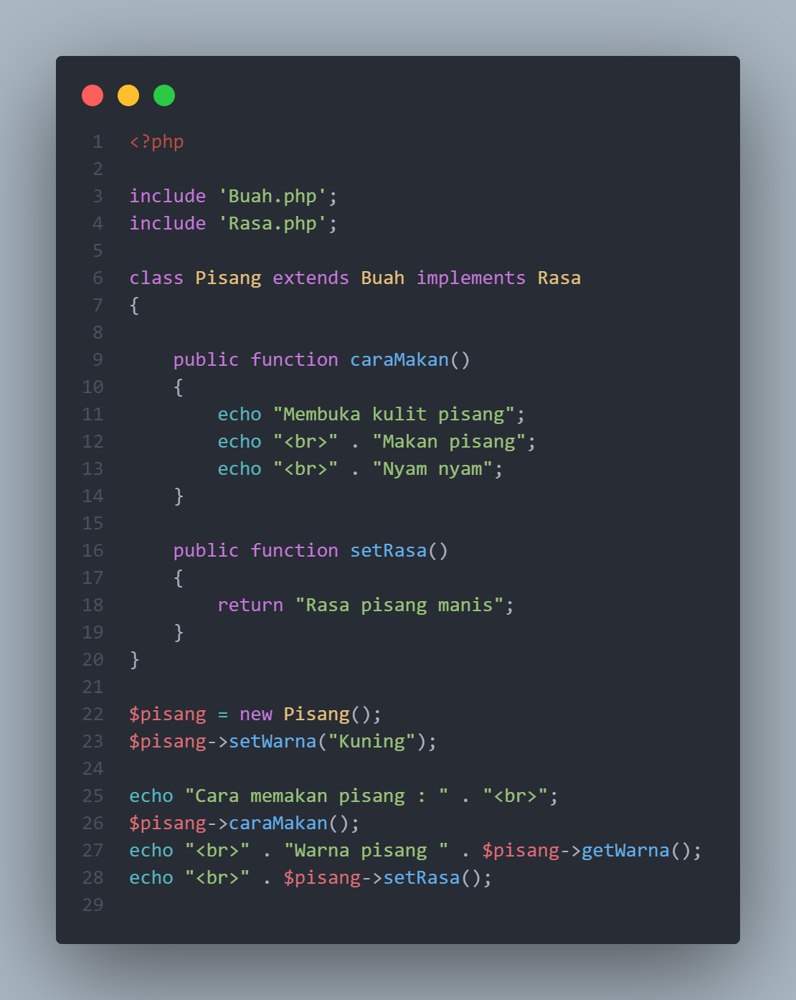 1 <?php
2
3 include 'Buah.php';
4 include 'Rasa.php';
5
6 class Pisang extends Buah implements Rasa
7 {
8
9     public function caraMakan()
10     {
11         echo "Membuka kulit pisang";
12         echo "<br>" . "Makan pisang";
13         echo "<br>" . "Nyam nyam";
14     }
15
16     public function setRasa()
17     {
18         return "Rasa pisang manis";
19     }
20 }
21
22 $pisang = new Pisang();
23 $pisang->setWarna("Kuning");
24
25 echo "Cara memakan pisang : " . "<br>";
26 $pisang->caraMakan();
27 echo "<br>" . "Warna pisang " . $pisang->getWarna();
28 echo "<br>" . $pisang->setRasa();
29